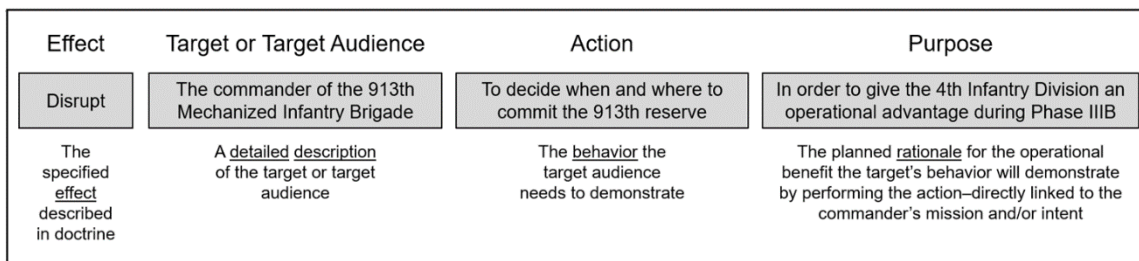 Effect
Target or Target Audience
Action
Purpose
Disrupt
The commander of the 913th
Mechanized Infantry Brigade
To decide when and where to
commit the 913th reserve
In order to give the 4th Infantry Division an
operational advantage during Phase IIIB
The
specified
effect
described
in doctrine
A detailed description
of the target or target
audience
The behavior the
target audience
needs to demonstrate
The planned rationale for the operational
benefit the target's behavior will demonstrate
by performing the action–directly linked to the
commander's mission and/or intent